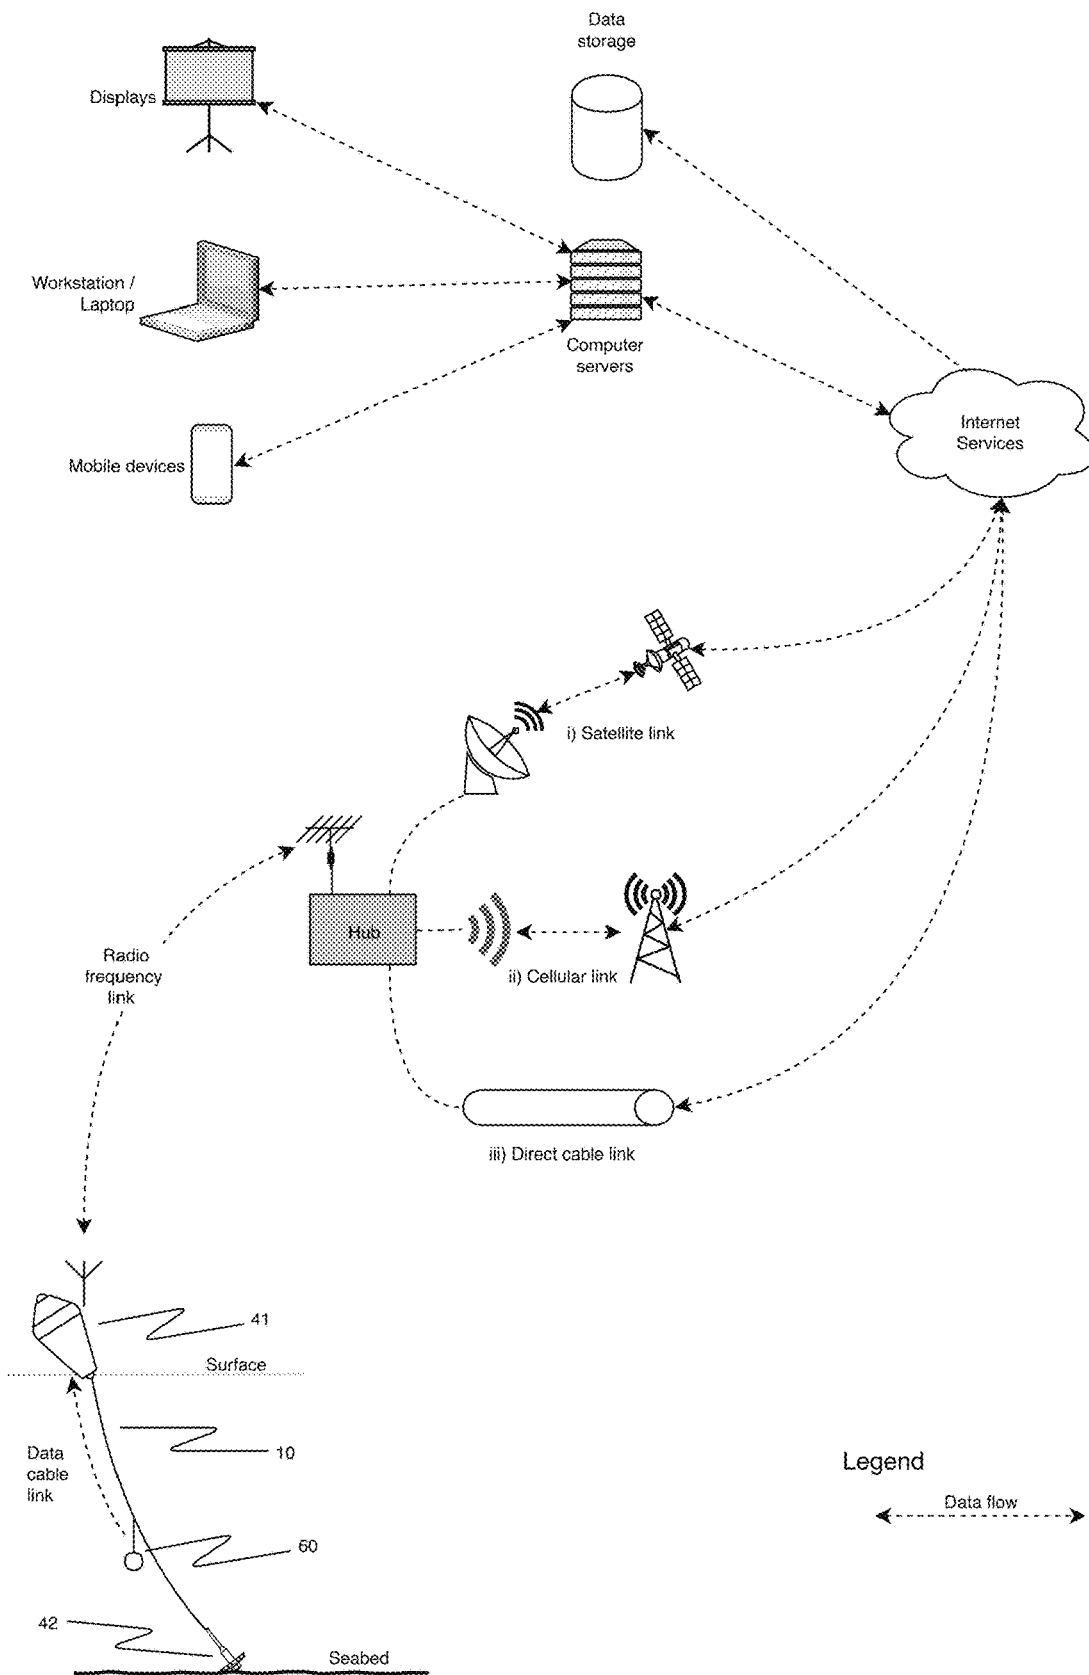 Data
storage
Displays
Workstation /
Laptop
Computer
servers
Internet
Services
Mobile devices
i) Satellite link
Hub
Radio
frequency
link
ii) Cellular link
iii) Direct cable link
41
Surface
10
Data
cable
link
60
42
Seabed
Legend
Data flow